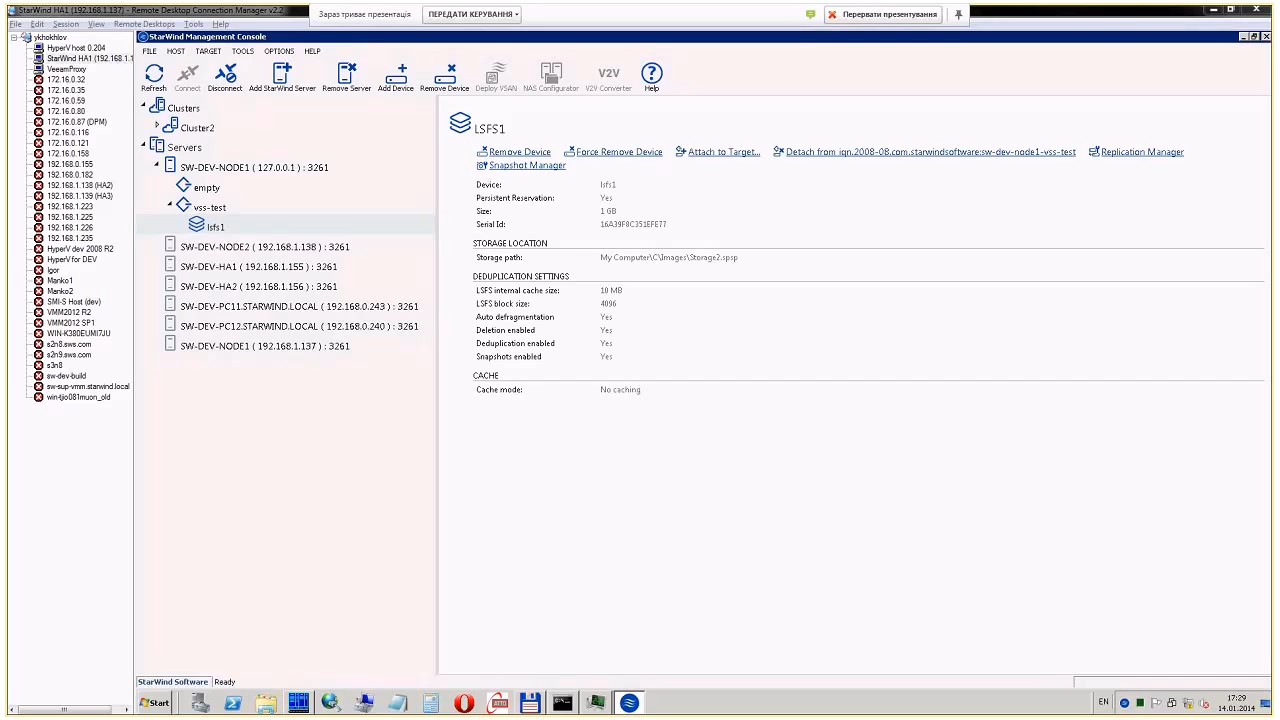 StarWind HA1 (192.168.1.137) - Remote Desktop Connection Manager v2.2
Зараз триває презентація
ПЕРЕДАТИ КЕРУВАННЯ
Перервати презентування
File Edit Session View Remote Desktops Tools Help
ykhokhlov
HyperV host 0.204
StarWind HA1 (192.168.1.1
VeeamProxy
172.16.0.32
172.16.0.35
172.16.0.59
172.16.0.80
172.16.0.87 (DPM)
172.16.0.116
172.16.0.121
172.16.0.158
192.168.0.155
192.168.0.182
192.168.1.138 (HA2)
192.168.1.139 (HA3)
192.168.1.223
192.168.1.225
192.168.1.226
192.168.1.235
HyperV dev 2008 R2
HyperV for DEV
Igor
Manko1
Manko2
SMI-S Host (dev)
VMM2012 R2
VMM2012 SP1
WIN-K380EUMI7JU
s2n8.sws.com
s2n9.sws.com
s3n8
sw-dev-build
sw-sup-vmm.starwind.local
win-tjio081muon_old
StarWind Management Console
FILE HOST TARGET TOOLS OPTIONS HELP
Refresh Connect Disconnect Add StarWind Server Remove Server Add Device Remove Device Deploy VSAN NAS Configurator V2V Converter Help
V2V
Clusters
Cluster2
Servers
SW-DEV-NODE1 ( 127.0.0.1 ) : 3261
empty
vss-test
lsfs1
SW-DEV-NODE2 ( 192.168.1.138 ) : 3261
SW-DEV-HA1 ( 192.168.1.155 ) : 3261
SW-DEV-HA2 ( 192.168.1.156 ) : 3261
SW-DEV-PC11.STARWIND.LOCAL ( 192.168.0.243 ) : 3261
SW-DEV-PC12.STARWIND.LOCAL ( 192.168.0.240 ) : 3261
SW-DEV-NODE1 ( 192.168.1.137 ) : 3261
LSFS1
Remove Device Force Remove Device Attach to Target... Detach from iqn.2008-08.com.starwindsoftware:sw-dev-node1-vss-test Replication Manager
Snapshot Manager
Device: lsfs1
Persistent Reservation: Yes
Size: 1 GB
Serial Id: 16A39F8C351EFE77
STORAGE LOCATION
Storage path: My Computer\C\Images\Storage2.spsp
DEDUPLICATION SETTINGS
LSFS internal cache size: 10 MB
LSFS block size: 4096
Auto defragmentation Yes
Deletion enabled Yes
Deduplication enabled Yes
Snapshots enabled Yes
CACHE
Cache mode: No caching
StarWind Software Ready
Start
ATTO
EN
17:29
14.01.2014